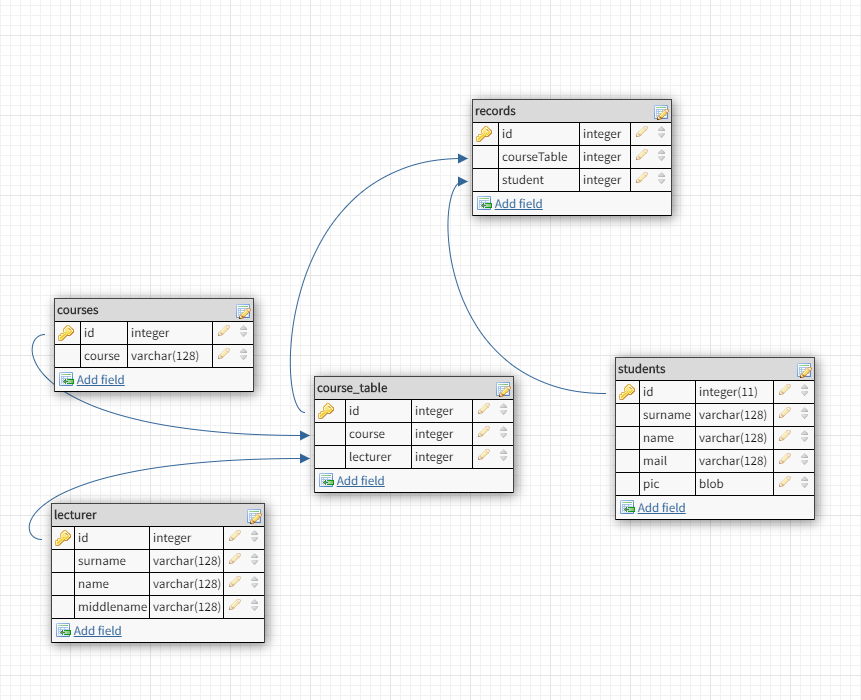 records
id integer
courseTable integer
student integer
Add field
courses
id integer
course varchar(128)
Add field
students
id integer(11)
surname varchar(128)
name varchar(128)
mail varchar(128)
pic blob
Add field
course_table
id integer
course integer
lecturer integer
Add field
lecturer
id integer
surname varchar(128)
name varchar(128)
middlename varchar(128)
Add field